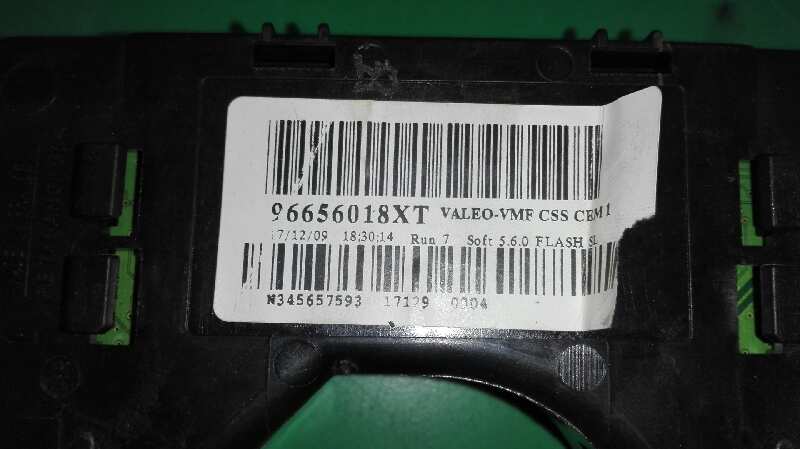 96656018XT VALEO-VMF CSS CEM 1
17/12/09 18:30:14 Run 7 Soft 5.6.0 FLASH SL
N345657593 17129 0004